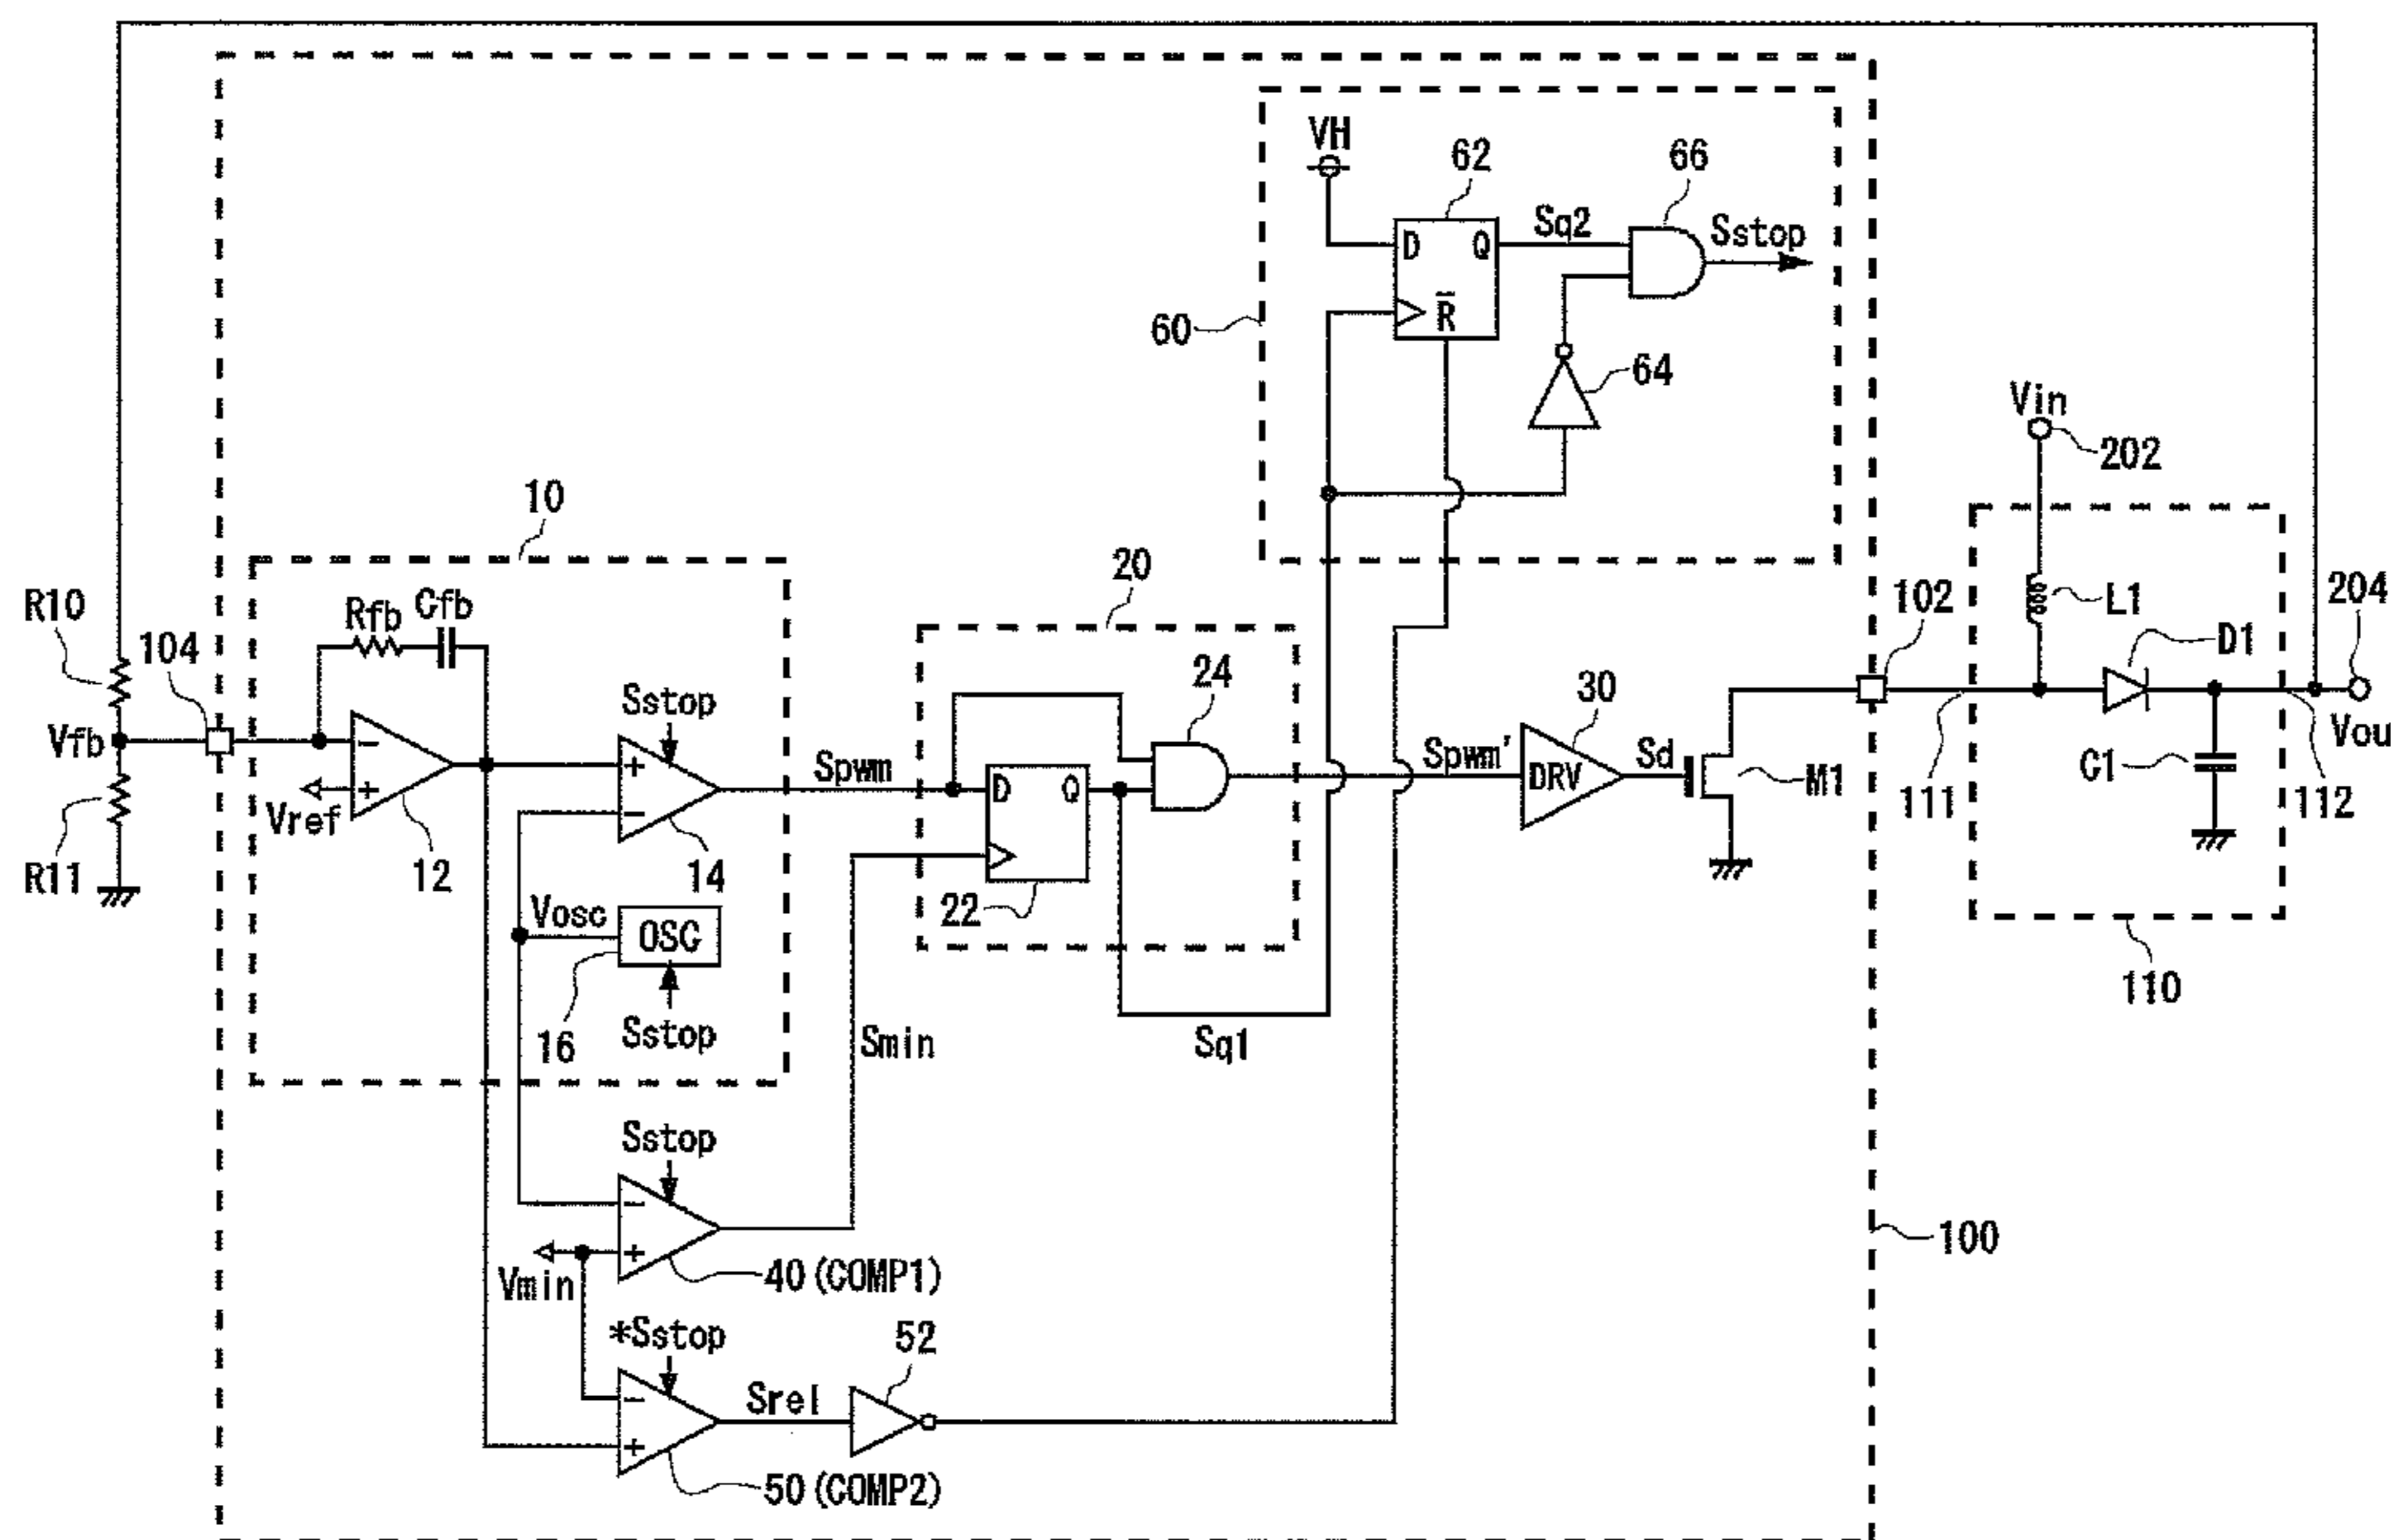 VH
62
66
D
Q
Sq2
Sstop
R̅
60
64
Vin
202
10
R10
104
Rfb
Cfb
20
102
L1
204
D1
Sstop
24
30
Vfb
Spwm
Spwm'
DRV
Sd
M1
111
C1
112
Vou
Vref
D
Q
R11
12
14
22
Vosc
OSC
16
Sstop
Smin
Sq1
110
Sstop
Vmin
40(COMP1)
100
*Sstop
52
Srel
50(COMP2)